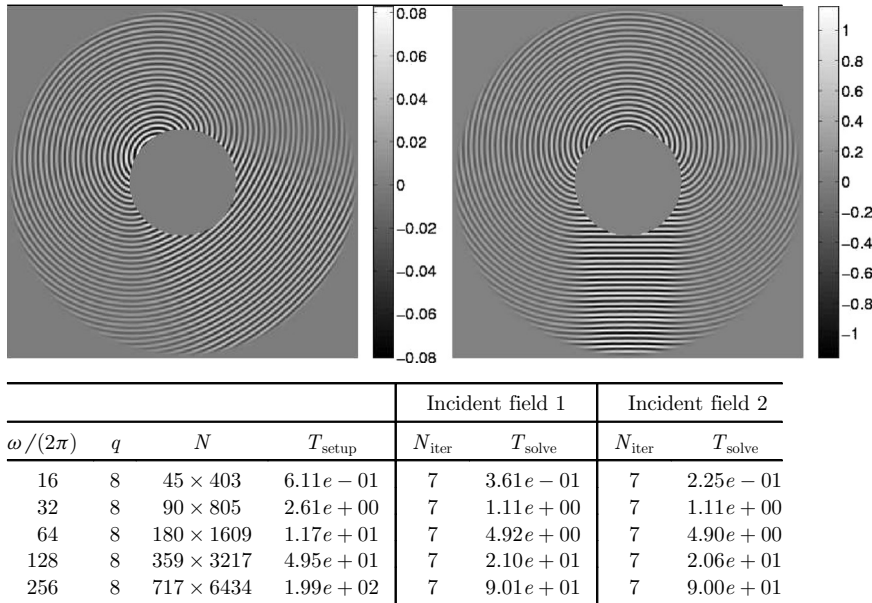 0.08
0.06
0.04
0.02
0
−0.02
−0.04
−0.06
−0.08
1
0.8
0.6
0.4
0.2
0
−0.2
−0.4
−0.6
−0.8
−1
Incident field 1 Incident field 2
ω/(2π) q N T_setup N_iter T_solve N_iter T_solve
16 8 45 × 403 6.11e − 01 7 3.61e − 01 7 2.25e − 01
32 8 90 × 805 2.61e + 00 7 1.11e + 00 7 1.11e + 00
64 8 180 × 1609 1.17e + 01 7 4.92e + 00 7 4.90e + 00
128 8 359 × 3217 4.95e + 01 7 2.10e + 01 7 2.06e + 01
256 8 717 × 6434 1.99e + 02 7 9.01e + 01 7 9.00e + 01